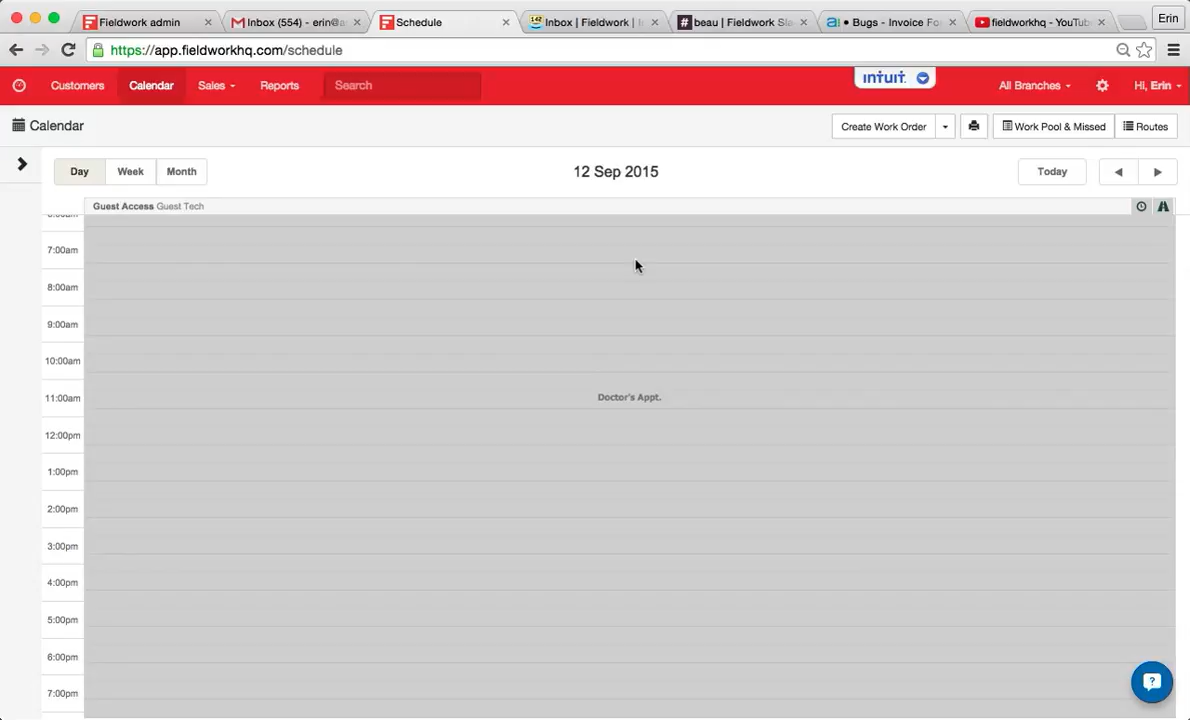 Fieldwork admin
Inbox (554) - erin@a
Schedule
Inbox | Fieldwork |
beau | Fieldwork Sla
• Bugs - Invoice Fo
fieldworkhq - YouTube
Erin
https://app.fieldworkhq.com/schedule
Customers
Calendar
Sales
Reports
Search
intuit
All Branches
Hi, Erin
Calendar
Create Work Order
Work Pool & Missed
Routes
Day
Week
Month
12 Sep 2015
Today
Guest Access Guest Tech
7:00am
8:00am
9:00am
10:00am
11:00am
Doctor's Appt.
12:00pm
1:00pm
2:00pm
3:00pm
4:00pm
5:00pm
6:00pm
7:00pm